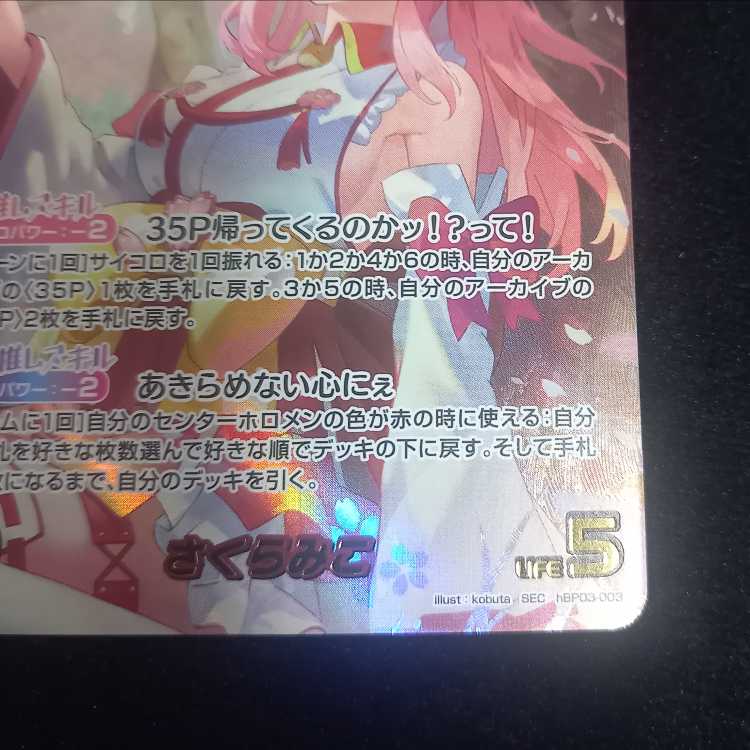 推しスキル
ロパワー：－2
35P帰ってくるのかッ！？って！
ーンに1回]サイコロを1回振れる：1か2か4か6の時、自分のアーカ
の〈35P〉1枚を手札に戻す。3か5の時、自分のアーカイブの
P〉2枚を手札に戻す。
推しスキル
パワー：－2
あきらめない心にぇ
ムに1回]自分のセンターホロメンの色が赤の時に使える：自分
札を好きな枚数選んで好きな順でデッキの下に戻す。そして手札
になるまで、自分のデッキを引く。
さくらみこ
LIFE 5
illust：kobuta SEC hBP03-003